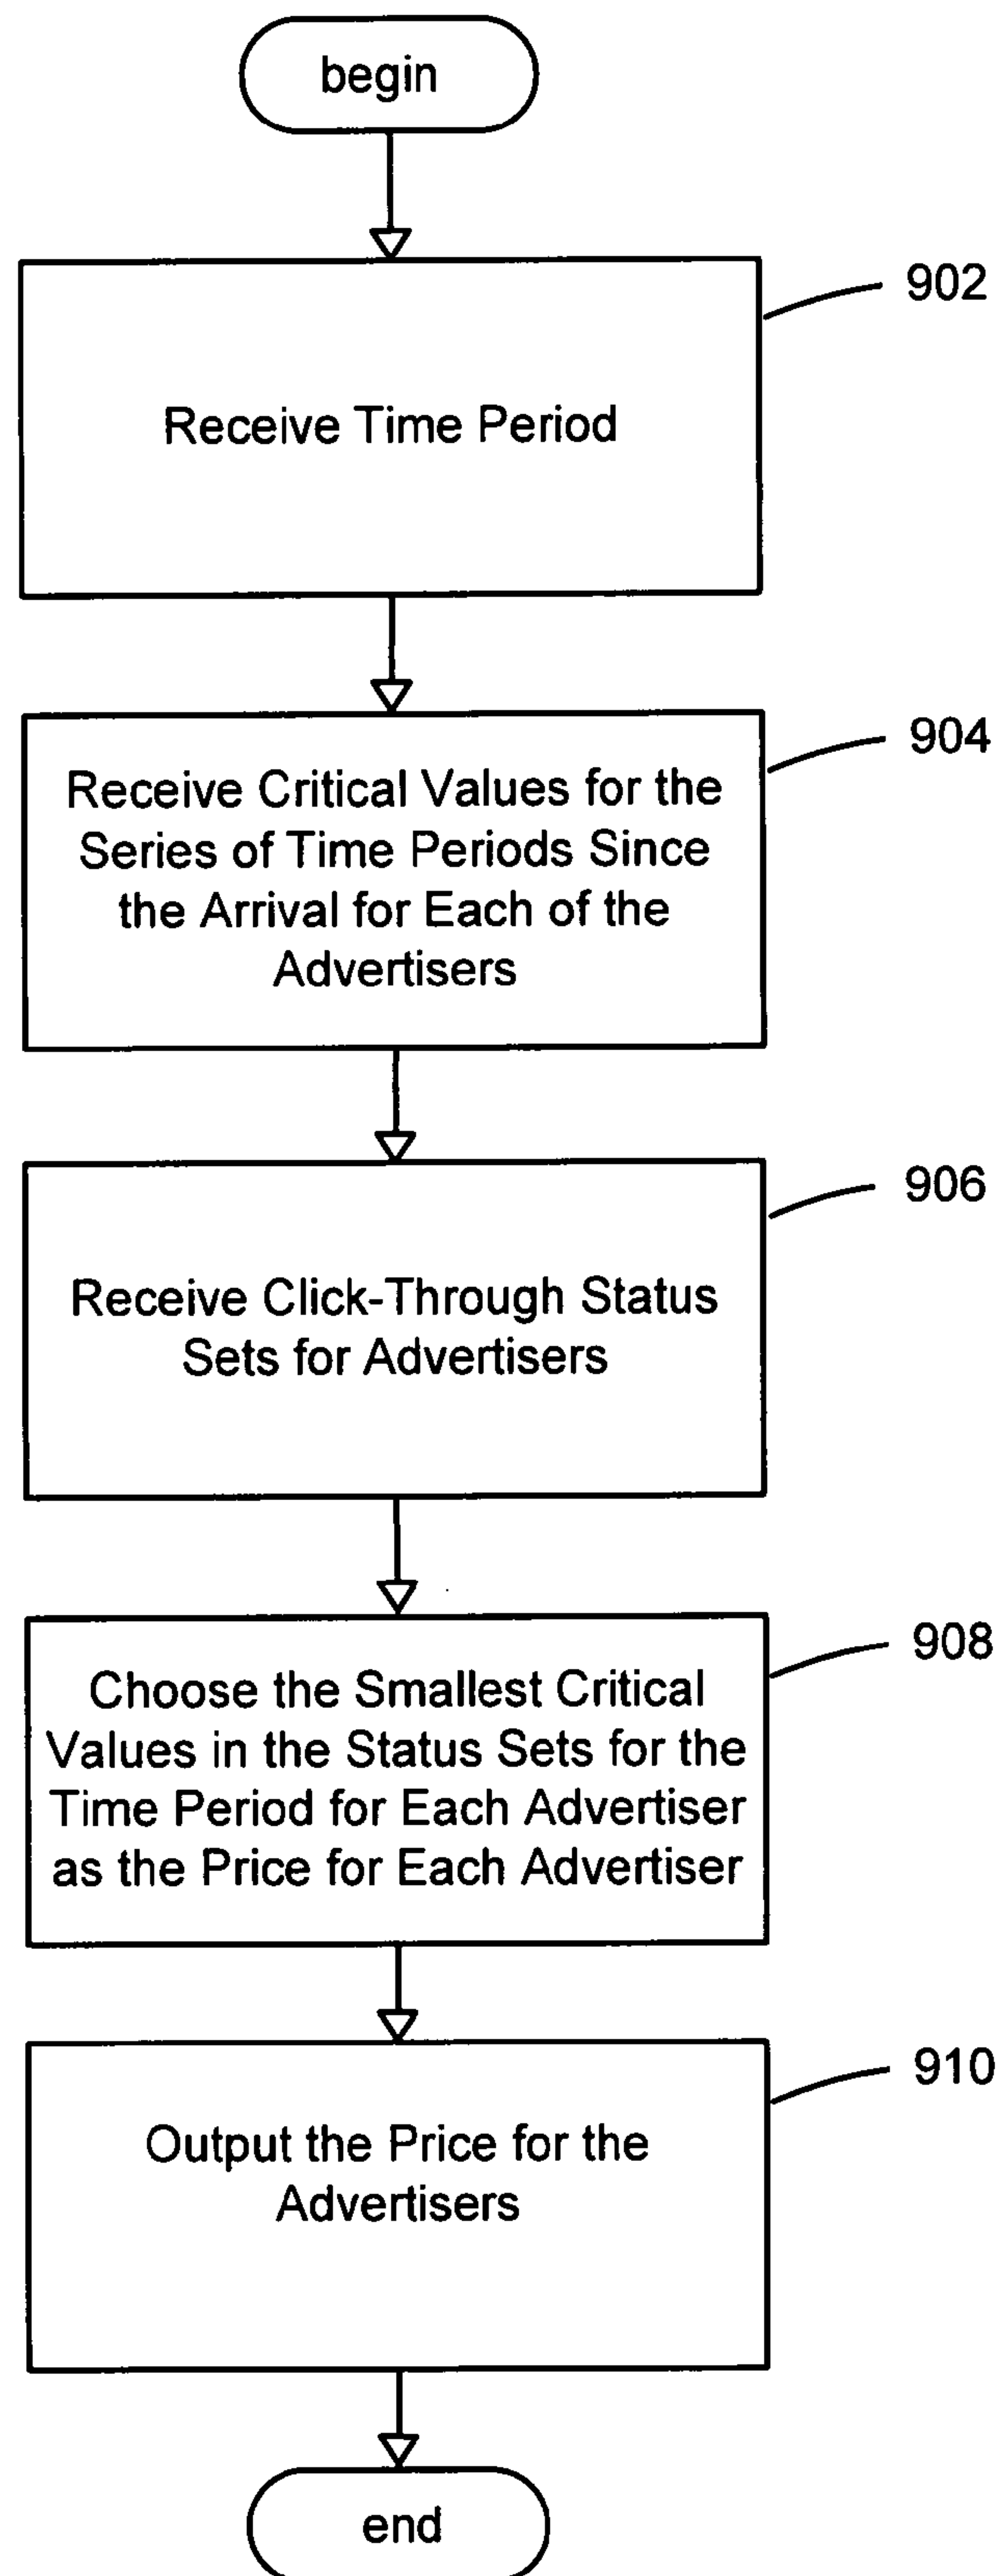 begin
902
Receive Time Period
904
Receive Critical Values for the
Series of Time Periods Since
the Arrival for Each of the
Advertisers
906
Receive Click-Through Status
Sets for Advertisers
908
Choose the Smallest Critical
Values in the Status Sets for the
Time Period for Each Advertiser
as the Price for Each Advertiser
910
Output the Price for the
Advertisers
end